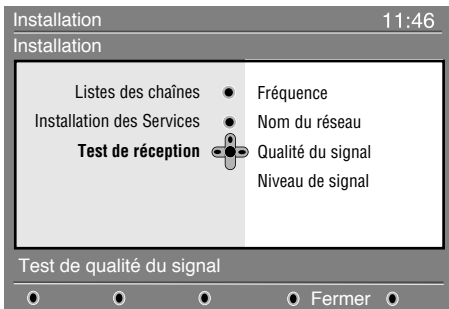 Installation 11:46
Installation
Listes des chaînes Fréquence
Installation des Services Nom du réseau
Test de réception Qualité du signal
Niveau de signal
Test de qualité du signal
Fermer